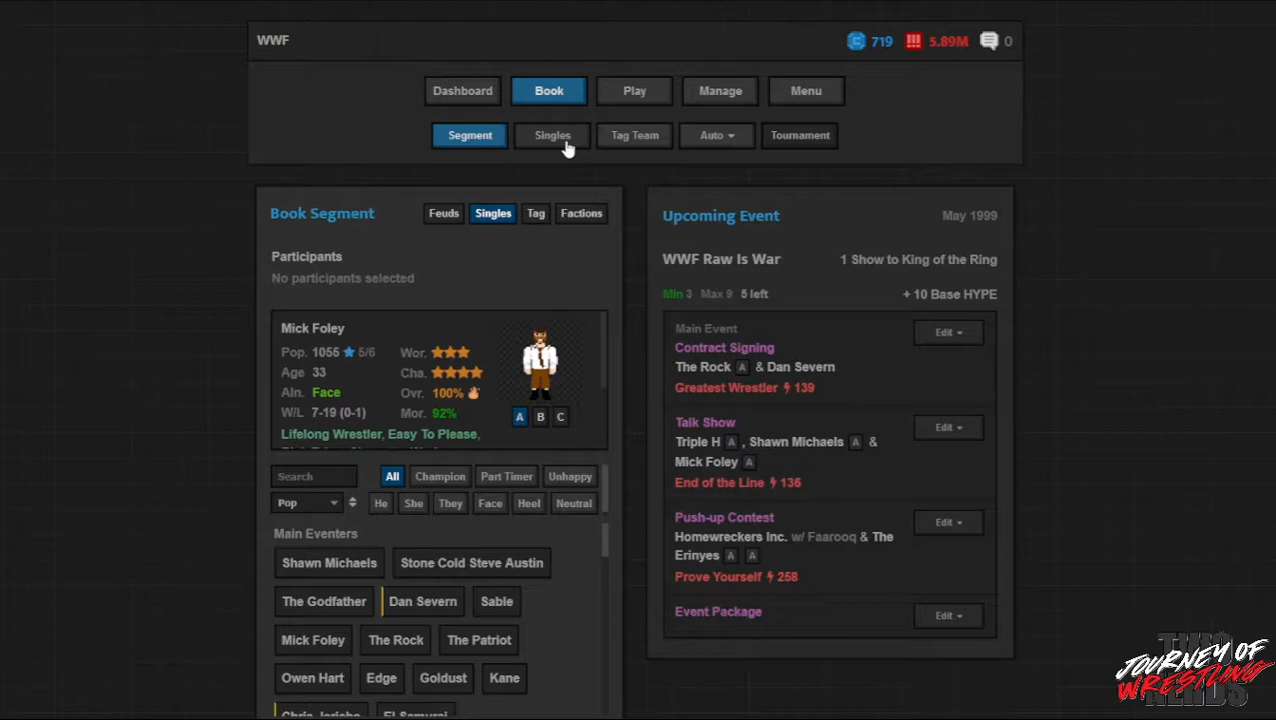 WWF
719
5.89M
0
Dashboard
Book
Play
Manage
Menu
Segment
Singles
Tag Team
Auto
Tournament
Book Segment
Feuds
Singles
Tag
Factions
Participants
No participants selected
Mick Foley
Pop. 1055 5/6
Age 33
Aln. Face
W/L 7-19 (0-1)
Wor.
Cha.
Ovr. 100%
Mor. 92%
A B C
Lifelong Wrestler, Easy To Please,
Search
All
Champion
Part Timer
Unhappy
Pop
He
She
They
Face
Heel
Neutral
Main Eventers
Shawn Michaels
Stone Cold Steve Austin
The Godfather
Dan Severn
Sable
Mick Foley
The Rock
The Patriot
Owen Hart
Edge
Goldust
Kane
Chris Jericho
El Samurai
Upcoming Event
May 1999
WWF Raw Is War
1 Show to King of the Ring
Min 3 Max 9 5 left
+ 10 Base HYPE
Main Event
Contract Signing
The Rock A & Dan Severn
Greatest Wrestler 139
Edit
Talk Show
Triple H A , Shawn Michaels A &
Mick Foley A
End of the Line 136
Edit
Push-up Contest
Homewreckers Inc. w/ Faarooq & The
Erinyes A A
Prove Yourself 258
Edit
Event Package
Edit
JOURNEY OF
WRESTLING